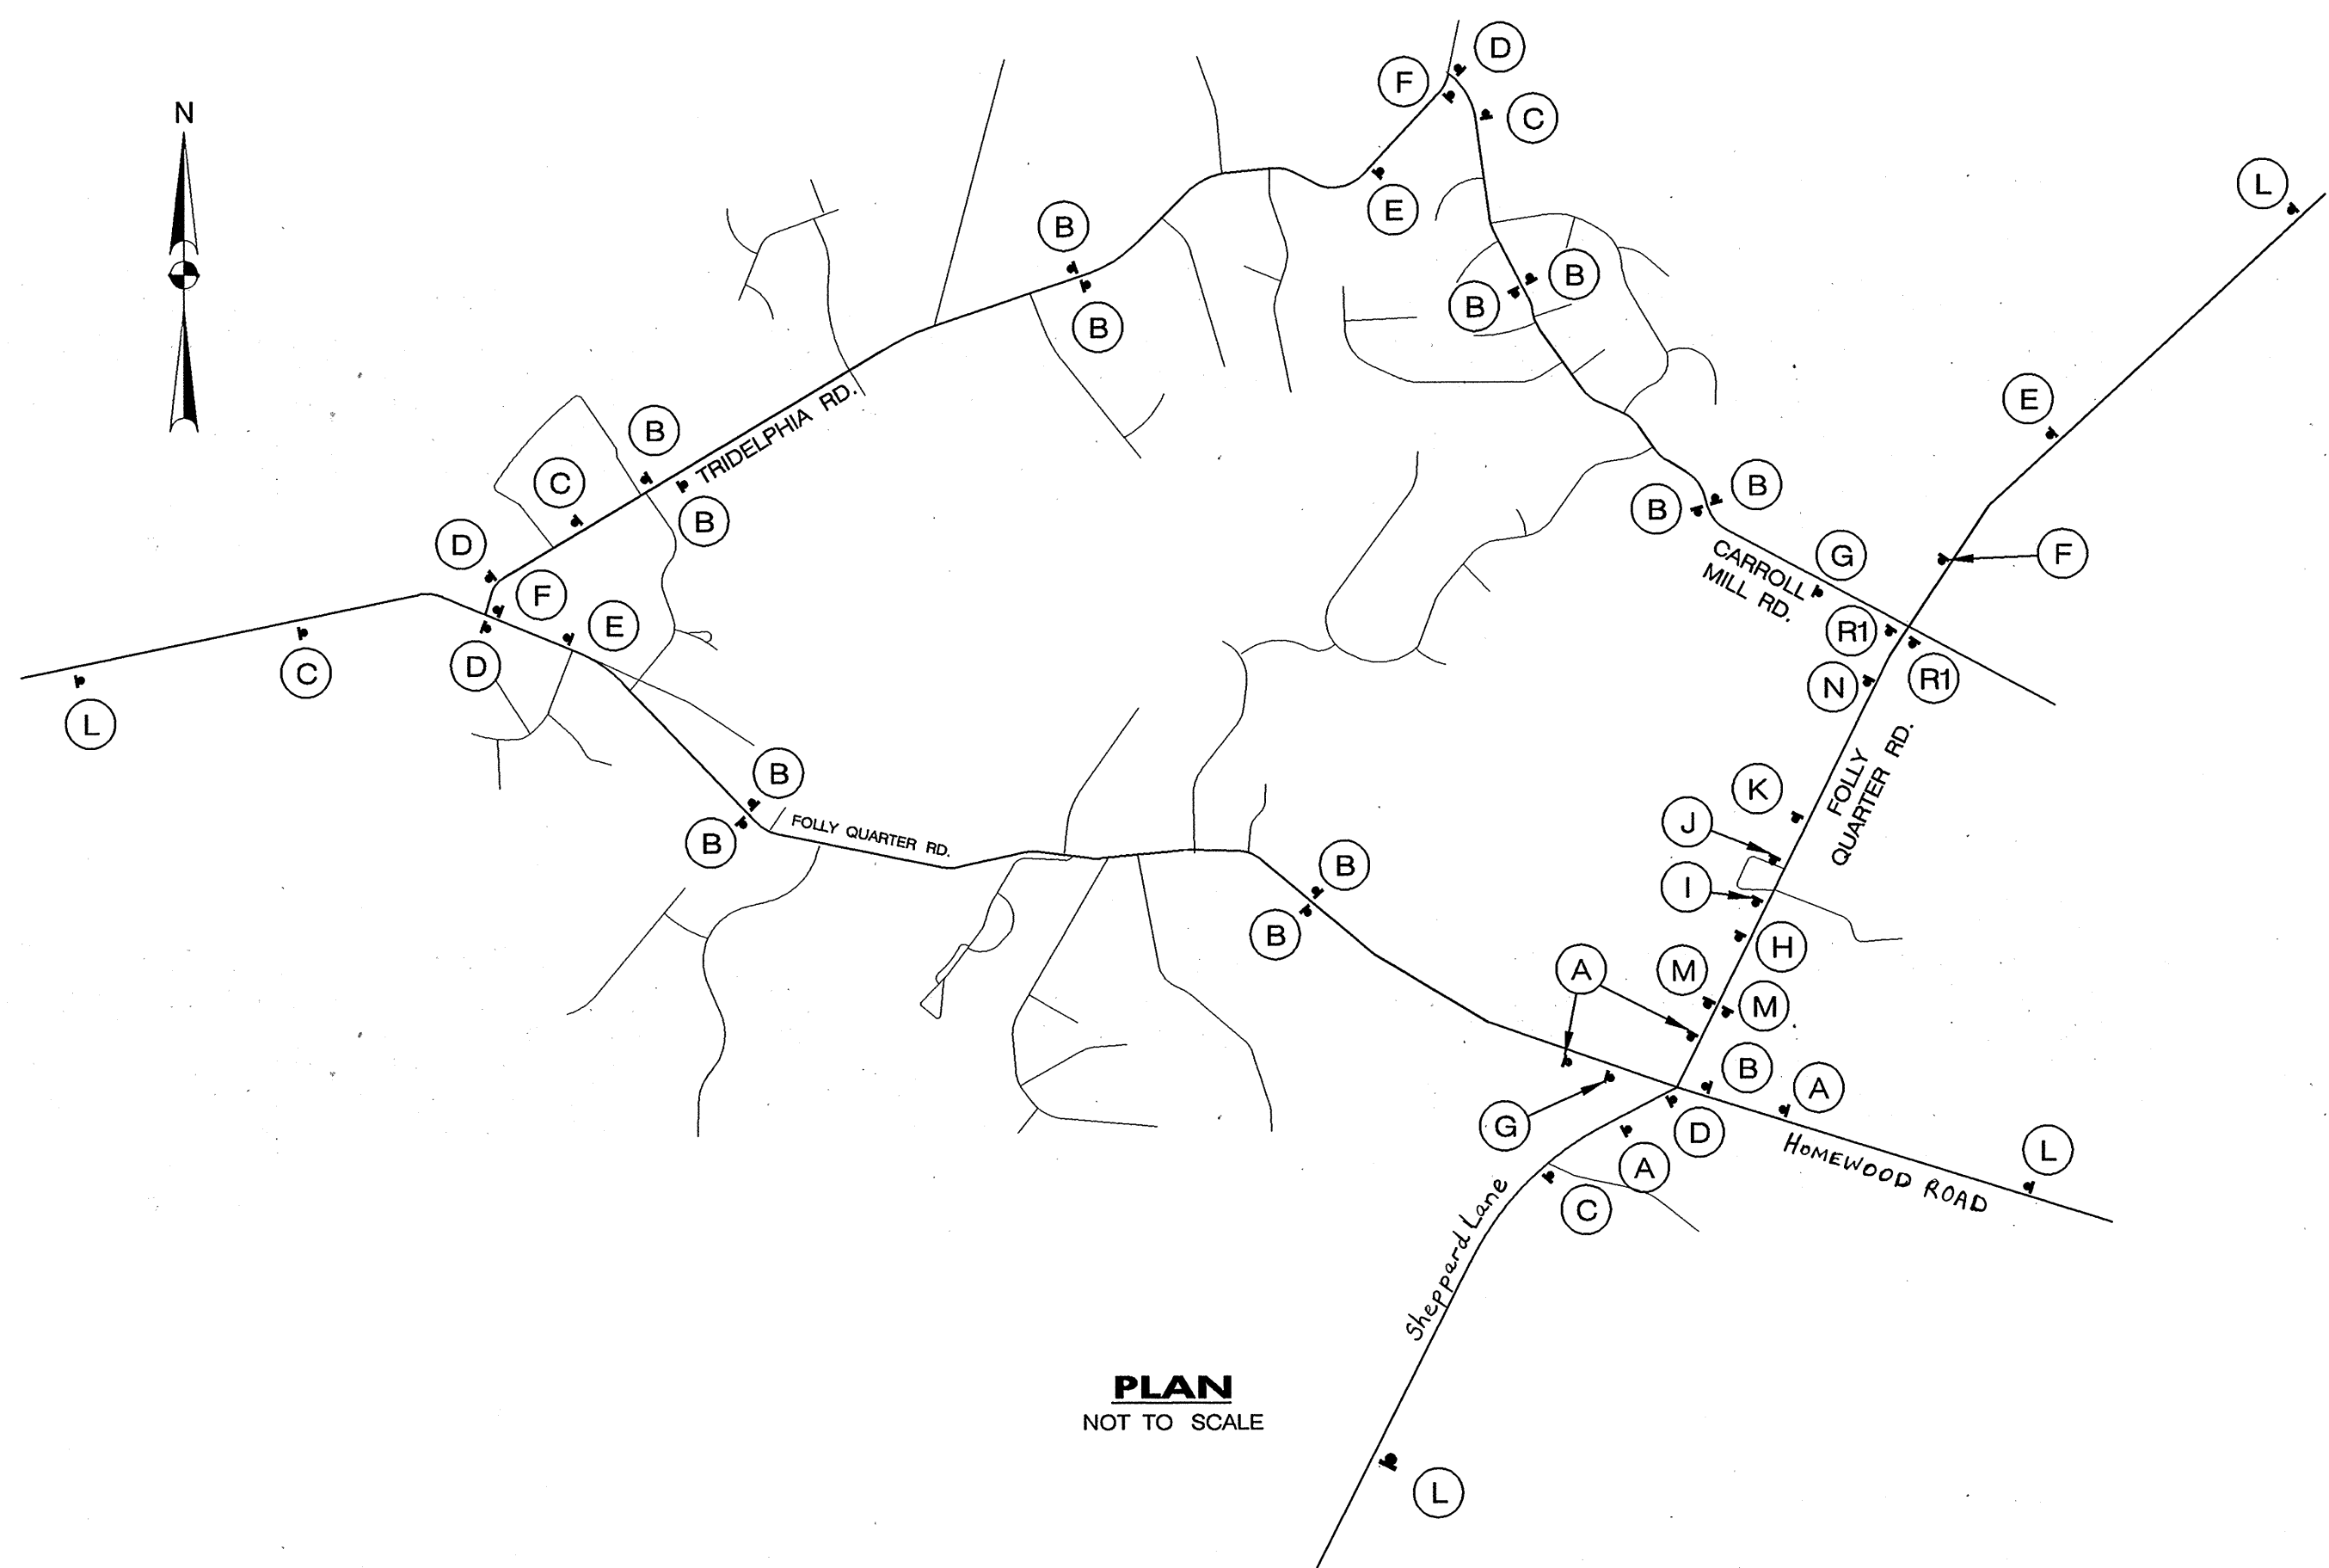 D
F
C
N
L
E
B
B
B
B
E
B
TRIDELPHIA RD.
C
B
B
B
D
G
F
CARROLL
MILL RD.
F
E
R1
D
C
N
R1
L
FOLLY
QUARTER RD.
B
K
J
FOLLY QUARTER RD.
B
B
I
B
H
A
M
M
B
A
G
D
HOMEWOOD ROAD
L
A
C
Sheppard Lane
PLAN
NOT TO SCALE
L